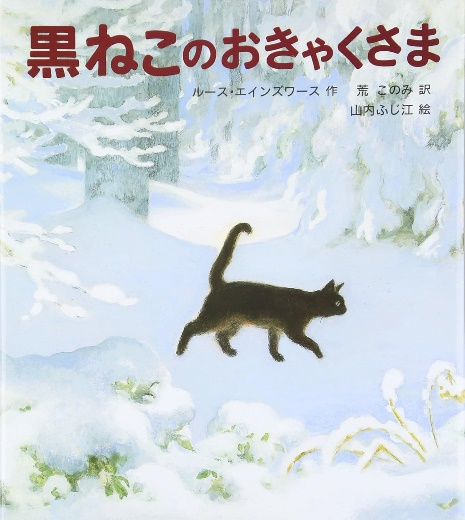 黒ねこのおきゃくさま
ルース・エインズワース 作　荒 このみ 訳
山内ふじ江 絵